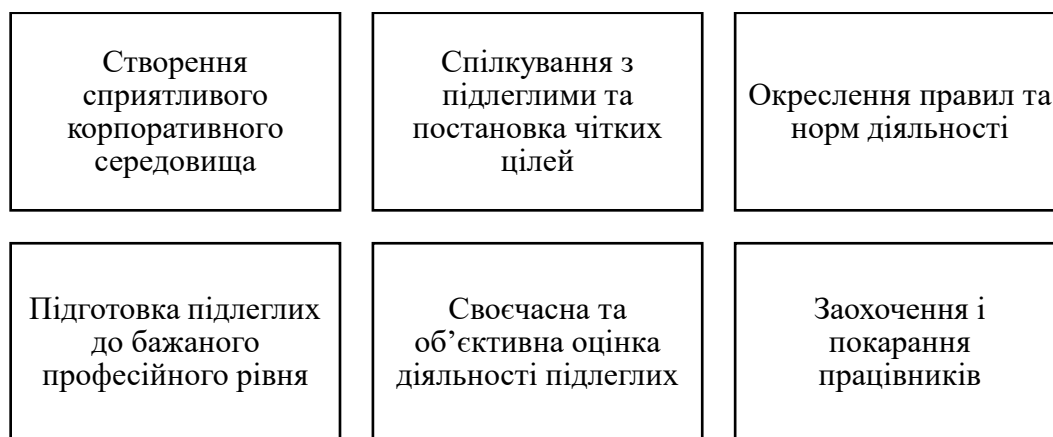 Створення
сприятливого
корпоративного
середовища
Спілкування з
підлеглими та
постановка чітких
цілей
Окреслення правил та
норм діяльності
Підготовка підлеглих
до бажаного
професійного рівня
Своєчасна та
об’єктивна оцінка
діяльності підлеглих
Заохочення і
покарання
працівників